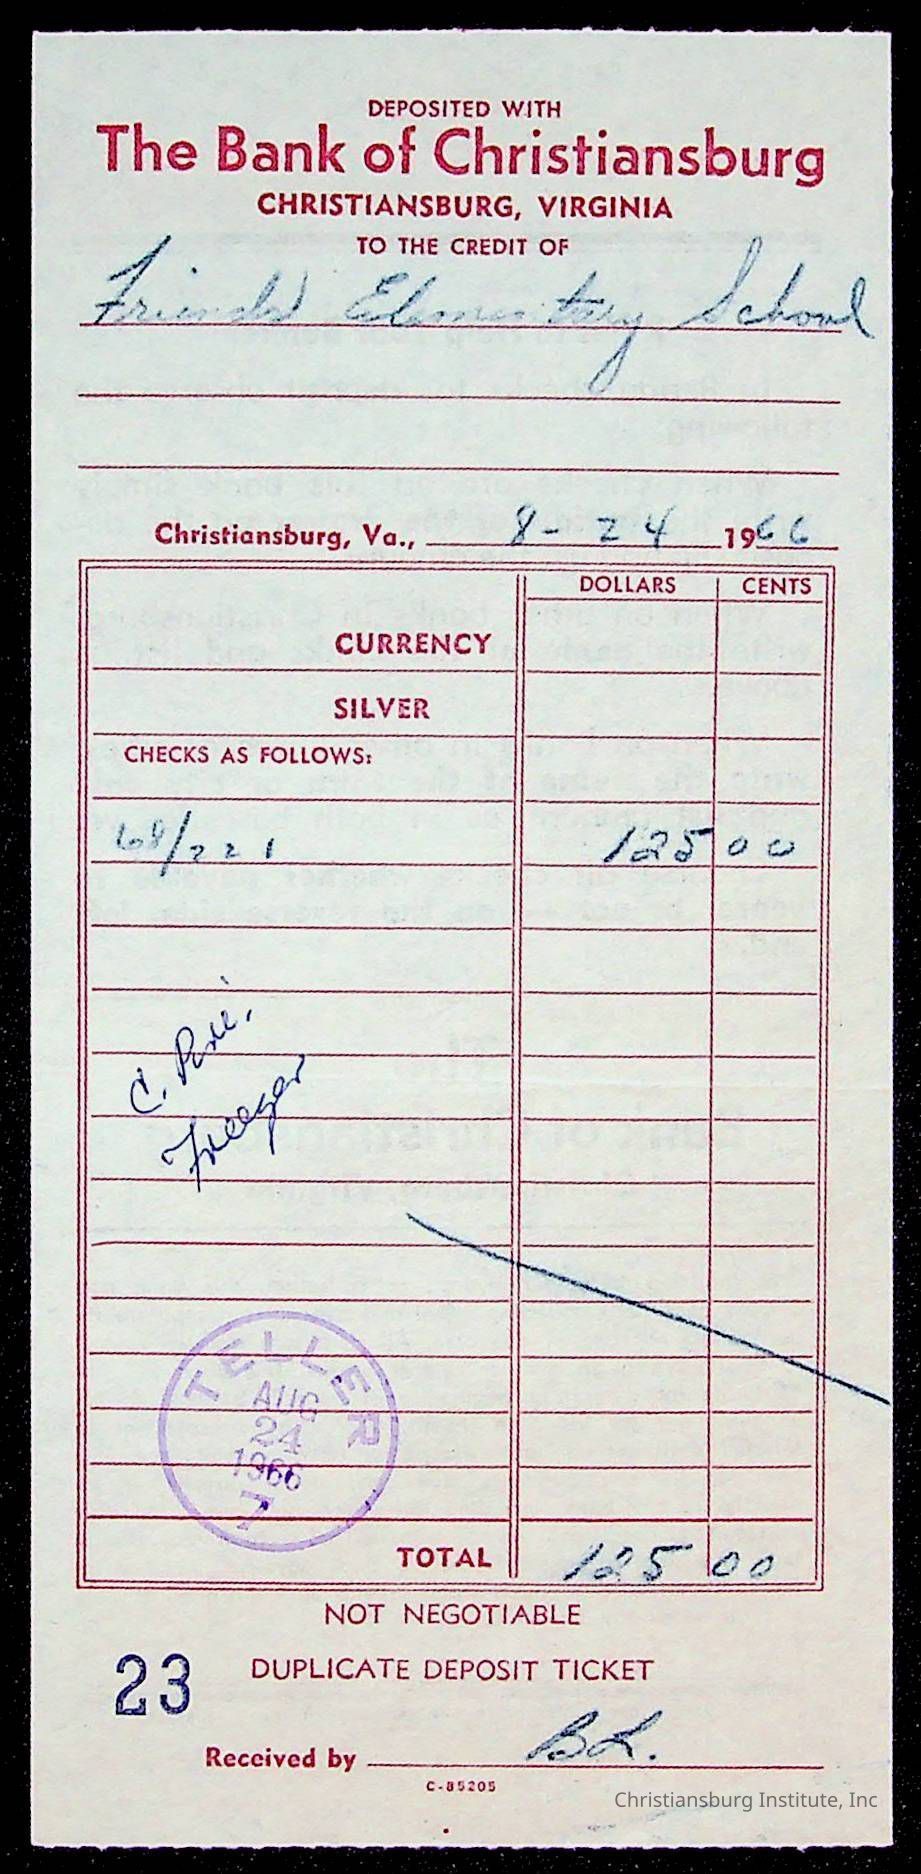 DEPOSITED WITH
The Bank of Christiansburg
CHRISTIANSBURG, VIRGINIA
TO THE CREDIT OF
Friends Elementary School
Christiansburg, Va., 8-24 1966
DOLLARS CENTS
CURRENCY
SILVER
CHECKS AS FOLLOWS:
68/221 125 00
C.
Freezer
TELLER
AUG
24
1966
7
TOTAL 125 00
NOT NEGOTIABLE
23 DUPLICATE DEPOSIT TICKET
Received by B.L.
C-85205
Christiansburg Institute, Inc